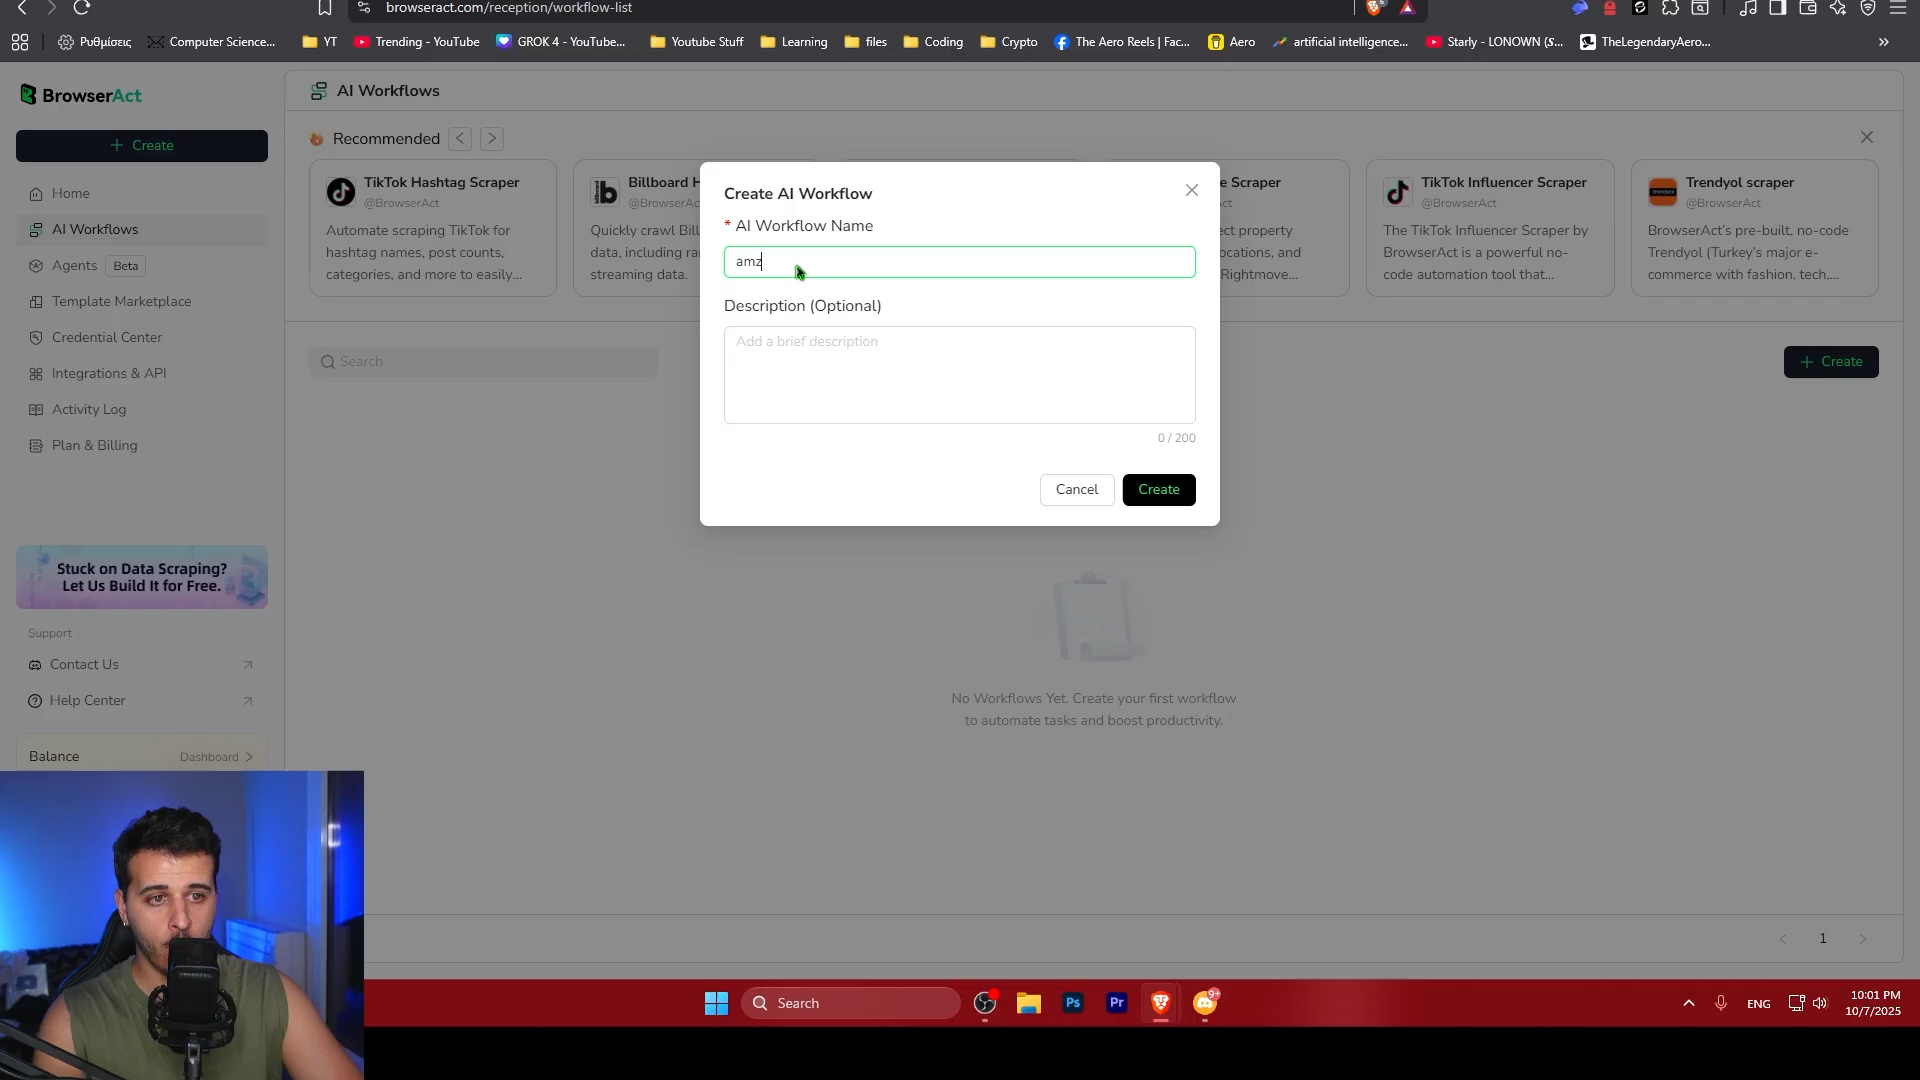 browseract.com/reception/workflow-list
Ρυθμίσεις
Computer Science...
YT
Trending - YouTube
GROK 4 - YouTube...
Youtube Stuff
Learning
files
Coding
Crypto
The Aero Reels | Fac...
Aero
artificial intelligence...
TheLegendaryAero...
BrowserAct
+ Create
Home
AI Workflows
Agents Beta
Template Marketplace
Credential Center
Integrations & API
Activity Log
Plan & Billing
Stuck on Data Scraping?
Let Us Build It for Free.
Support
Contact Us
Help Center
Balance Dashboard >
AI Workflows
Recommended < >
TikTok Hashtag Scraper
@BrowserAct
Automate scraping TikTok for
hashtag names, post counts,
categories, and more to easily...
Billboard H
@BrowserAc
Quickly crawl Bill
data, including ra
streaming data.
e Scraper
ct
ect property
ocations, and
Rightmove...
TikTok Influencer Scraper
@BrowserAct
The TikTok Influencer Scraper by
BrowserAct is a powerful no-
code automation tool that...
Trendyol
Trendyol scraper
@BrowserAct
BrowserAct's pre-built, no-code
Trendyol (Turkey's major e-
commerce with fashion, tech,...
Search
+ Create
Create AI Workflow
* AI Workflow Name
amz
Description (Optional)
Add a brief description
0 / 200
Cancel
Create
No Workflows Yet. Create your first workflow
to automate tasks and boost productivity.
< 1 >
Search
Ps
Pr
9+
ENG
10:01 PM
10/7/2025